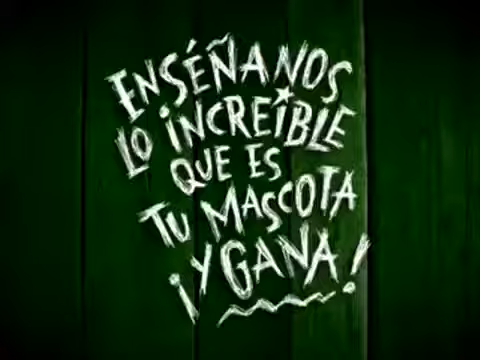 ENSÉÑANOS
LO INCREÍBLE
QUE ES
TU MASCOTA
¡Y GANA!